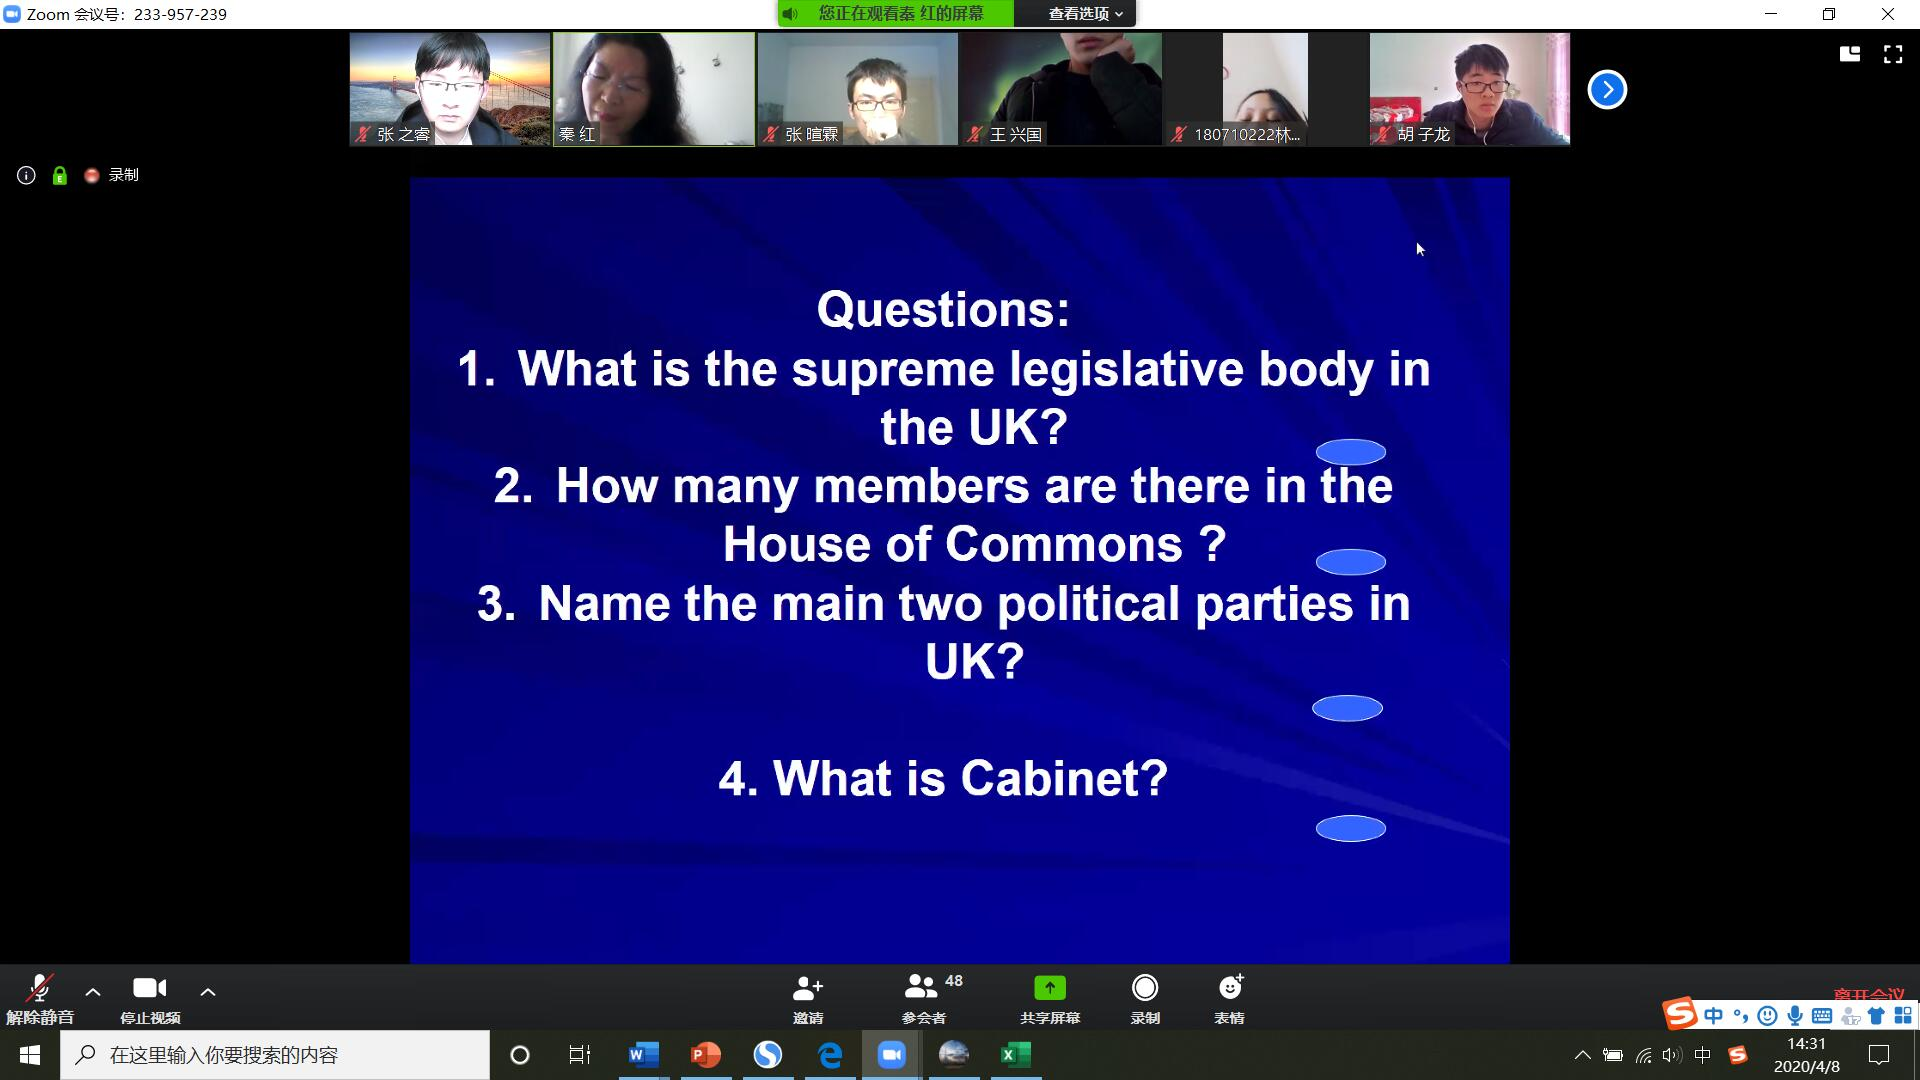 Zoom 会议号: 233-957-239
您正在观看秦 红的屏幕
查看选项
张 之睿
秦 红
张 暄霖
王 兴国
180710222林...
胡 子龙
录制
Questions:
1. What is the supreme legislative body in
the UK?
2. How many members are there in the
House of Commons ?
3. Name the main two political parties in
UK?
4. What is Cabinet?
解除静音
停止视频
邀请
48
参会者
共享屏幕
录制
表情
离开会议
中
在这里输入你要搜索的内容
中
14:31
2020/4/8